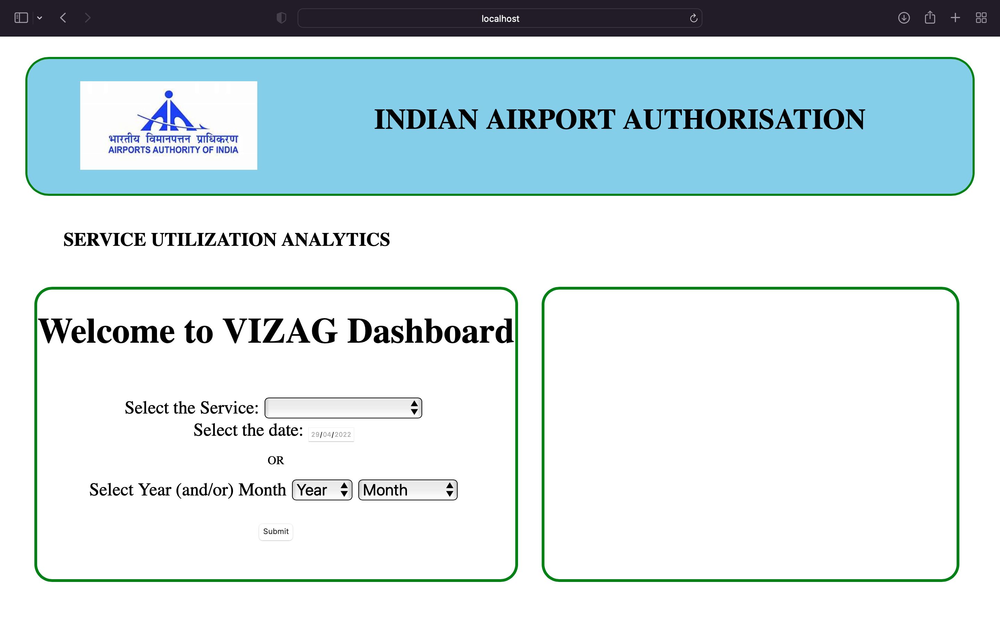 localhost
भारतीय विमानपत्तन प्राधिकरण
AIRPORTS AUTHORITY OF INDIA
INDIAN AIRPORT AUTHORISATION
SERVICE UTILIZATION ANALYTICS
Welcome to VIZAG Dashboard
Select the Service:
Select the date: 29/04/2022
OR
Select Year (and/or) Month Year Month
Submit